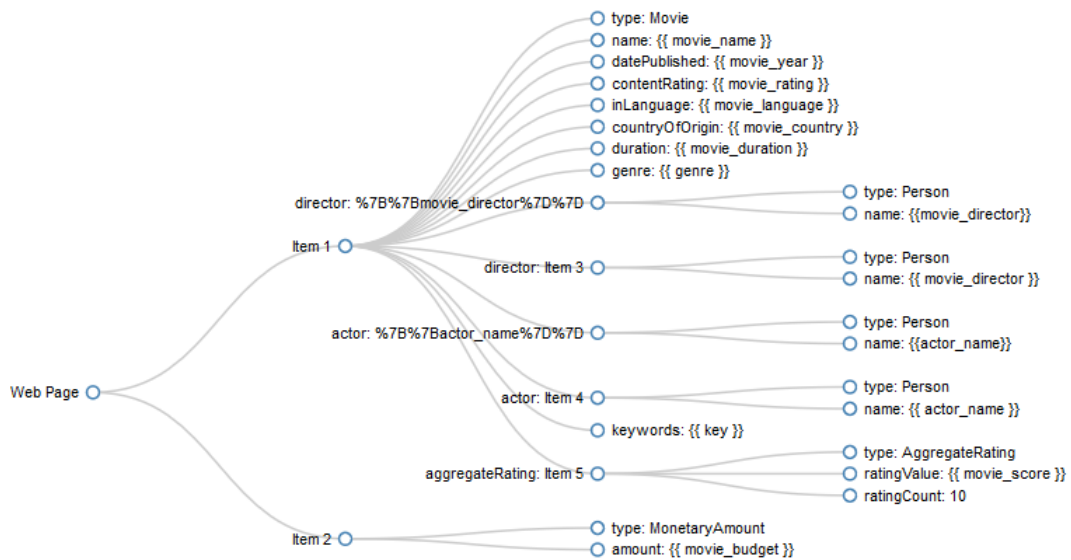 type: Movie
name: {{ movie_name }}
datePublished: {{ movie_year }}
contentRating: {{ movie_rating }}
inLanguage: {{ movie_language }}
countryOfOrigin: {{ movie_country }}
duration: {{ movie_duration }}
genre: {{ genre }}
director: %7B%7Bmovie_director%7D%7D
type: Person
name: {{movie_director}}
Item 1
director: Item 3
type: Person
name: {{ movie_director }}
actor: %7B%7Bactor_name%7D%7D
type: Person
name: {{actor_name}}
Web Page
actor: Item 4
type: Person
name: {{ actor_name }}
keywords: {{ key }}
aggregateRating: Item 5
type: AggregateRating
ratingValue: {{ movie_score }}
ratingCount: 10
Item 2
type: MonetaryAmount
amount: {{ movie_budget }}